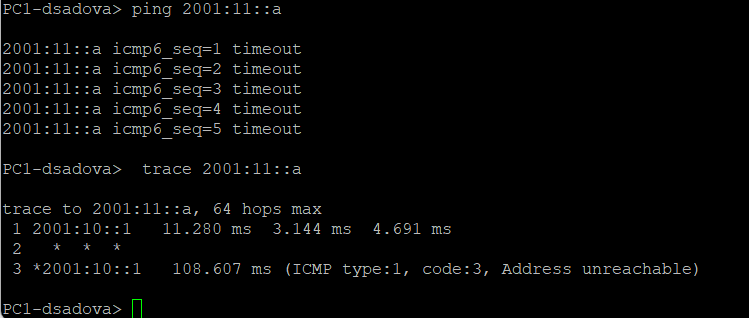 PC1-dsadova> ping 2001:11::a
2001:11::a icmp6_seq=1 timeout
2001:11::a icmp6_seq=2 timeout
2001:11::a icmp6_seq=3 timeout
2001:11::a icmp6_seq=4 timeout
2001:11::a icmp6_seq=5 timeout
PC1-dsadova>  trace 2001:11::a
trace to 2001:11::a, 64 hops max
 1 2001:10::1   11.280 ms  3.144 ms  4.691 ms
 2   *  *  *
 3 *2001:10::1   108.607 ms (ICMP type:1, code:3, Address unreachable)
PC1-dsadova>